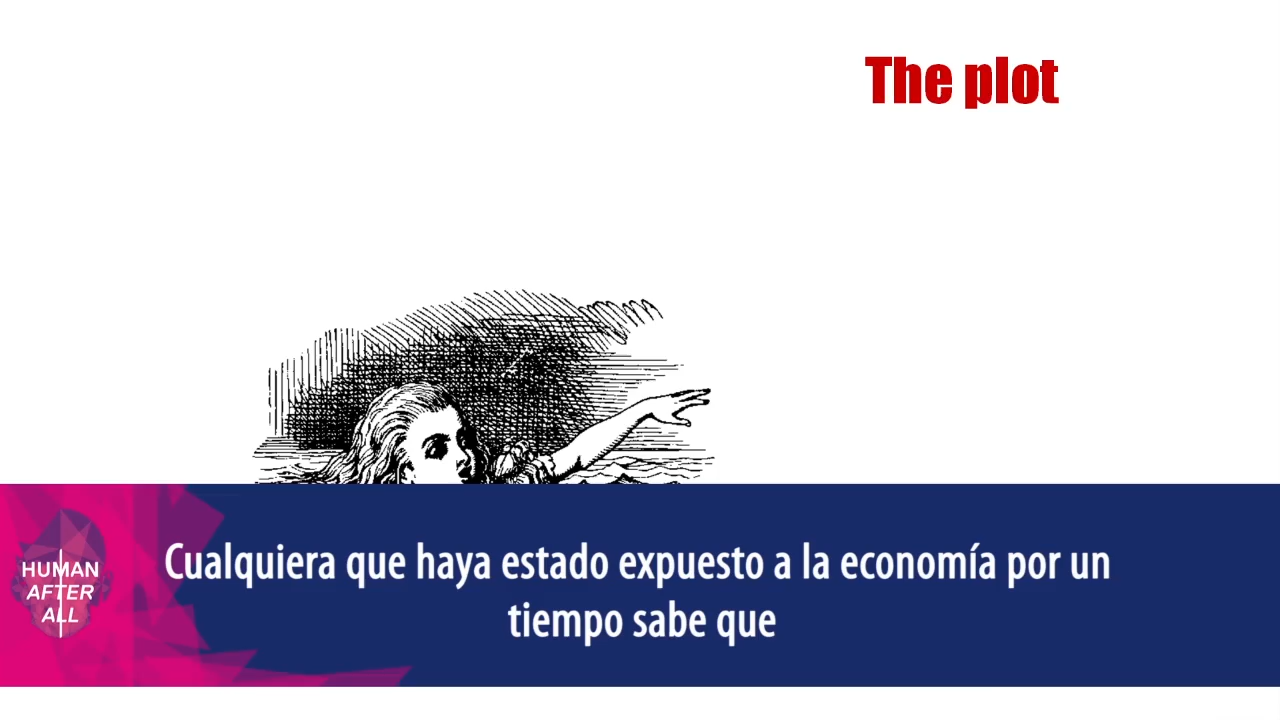 The plot
HUMAN
AFTER
ALL
Cualquiera que haya estado expuesto a la economía por un
tiempo sabe que